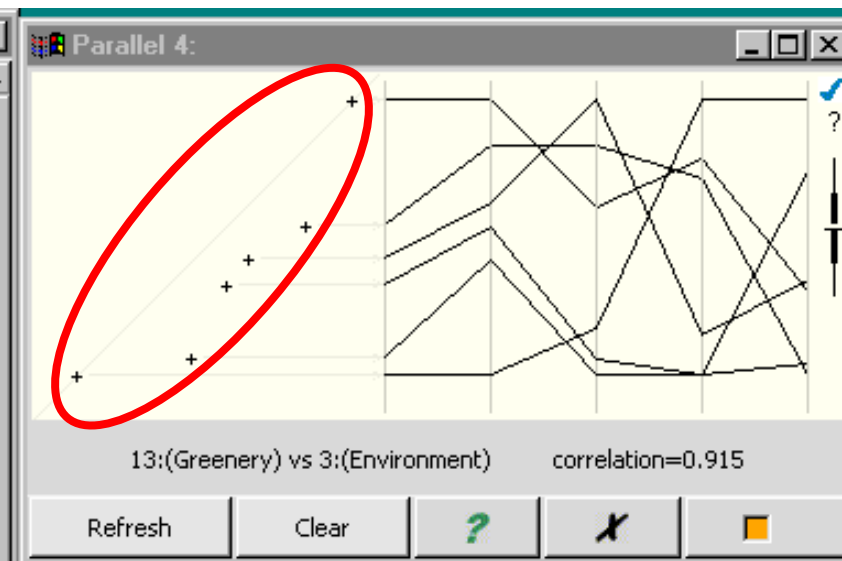 Parallel 4:
?
13:(Greenery) vs 3:(Environment) correlation=0.915
Refresh Clear ? X